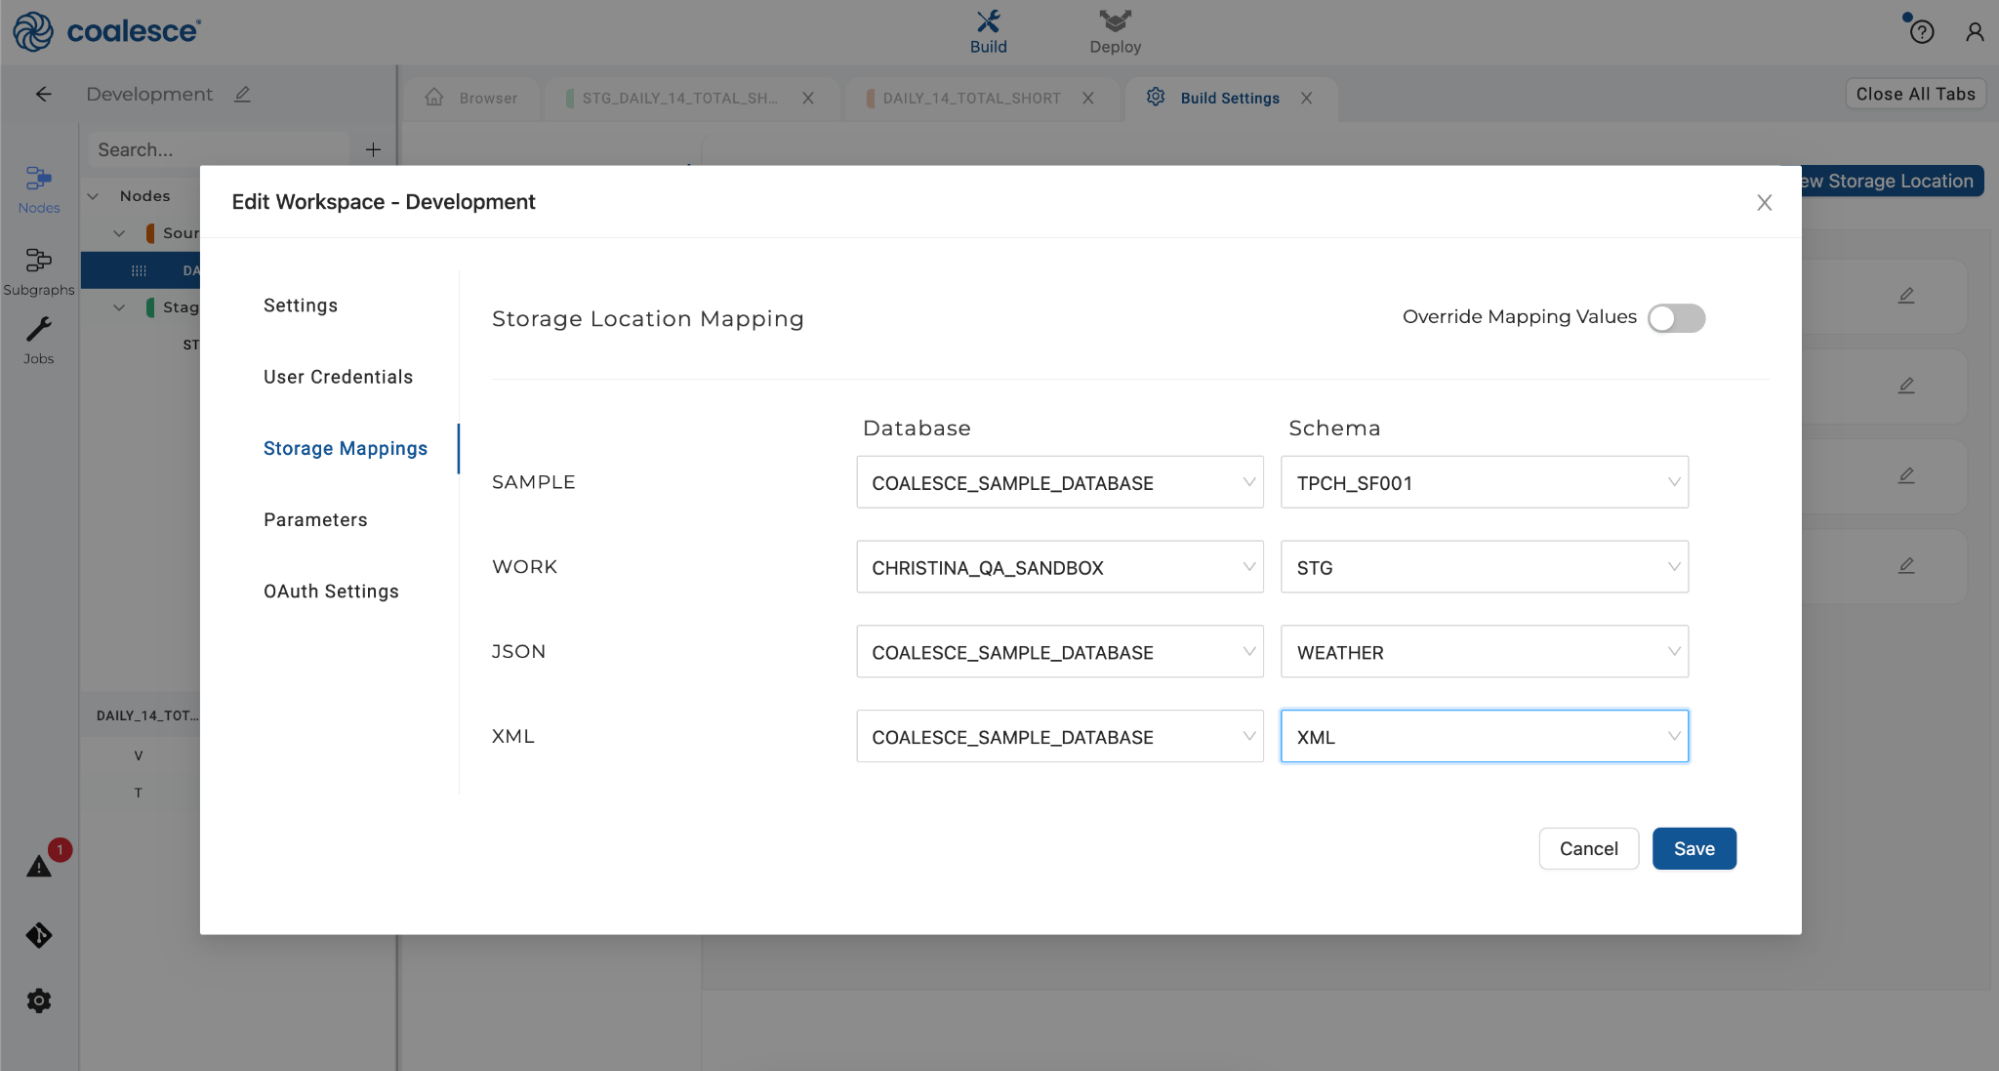 coalesce
Build
Deploy
Development
Browser
STG_DAILY_14_TOTAL_SH...
DAILY_14_TOTAL_SHORT
Build Settings
Close All Tabs
Search...
Nodes
Subgraphs
Jobs
Nodes
Sour
DA
Stag
ST
DAILY_14_TOT...
V
T
1
ew Storage Location
Edit Workspace - Development
Settings
User Credentials
Storage Mappings
Parameters
OAuth Settings
Storage Location Mapping
Override Mapping Values
Database Schema
SAMPLE COALESCE_SAMPLE_DATABASE TPCH_SF001
WORK CHRISTINA_QA_SANDBOX STG
JSON COALESCE_SAMPLE_DATABASE WEATHER
XML COALESCE_SAMPLE_DATABASE XML
Cancel Save